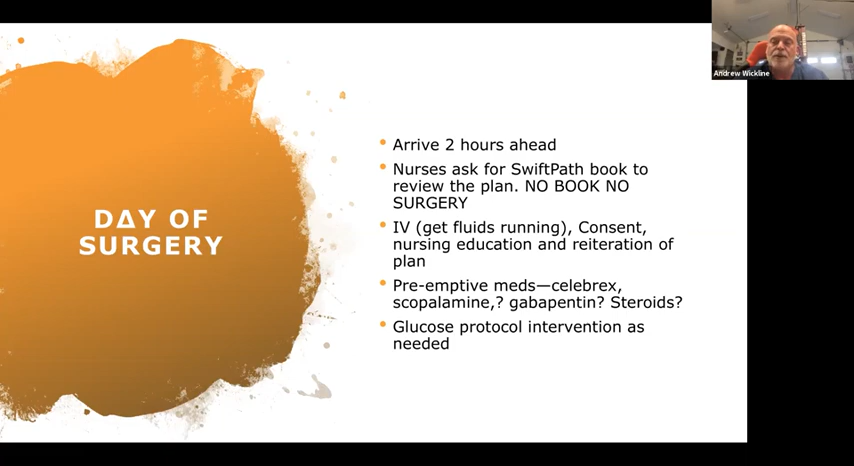 Andrew Wickline
DΔY OF
SURGERY
• Arrive 2 hours ahead
• Nurses ask for SwiftPath book to
review the plan. NO BOOK NO
SURGERY
• IV (get fluids running), Consent,
nursing education and reiteration of
plan
• Pre-emptive meds—celebrex,
scopalamine,? gabapentin? Steroids?
• Glucose protocol intervention as
needed